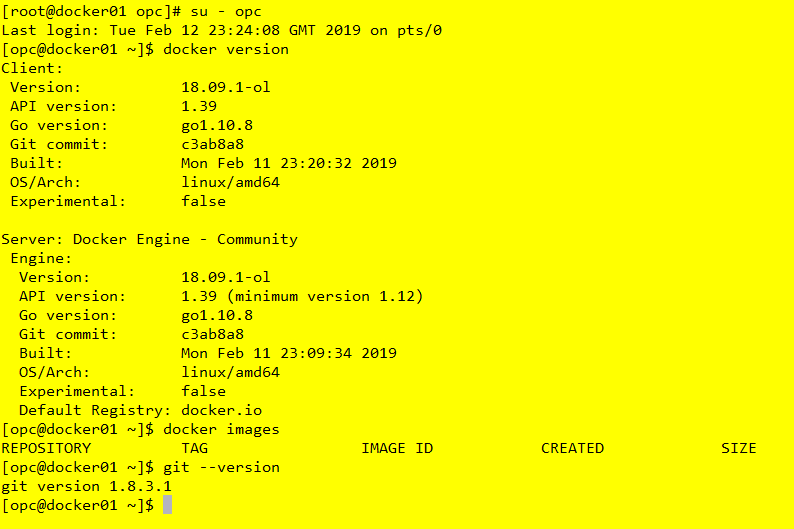 [root@docker01 opc]# su - opc
Last login: Tue Feb 12 23:24:08 GMT 2019 on pts/0
[opc@docker01 ~]$ docker version
Client:
 Version:           18.09.1-ol
 API version:       1.39
 Go version:        go1.10.8
 Git commit:        c3ab8a8
 Built:             Mon Feb 11 23:20:32 2019
 OS/Arch:           linux/amd64
 Experimental:      false

Server: Docker Engine - Community
 Engine:
  Version:          18.09.1-ol
  API version:      1.39 (minimum version 1.12)
  Go version:       go1.10.8
  Git commit:       c3ab8a8
  Built:            Mon Feb 11 23:09:34 2019
  OS/Arch:          linux/amd64
  Experimental:     false
  Default Registry: docker.io
[opc@docker01 ~]$ docker images
REPOSITORY          TAG                 IMAGE ID            CREATED             SIZE
[opc@docker01 ~]$ git --version
git version 1.8.3.1
[opc@docker01 ~]$